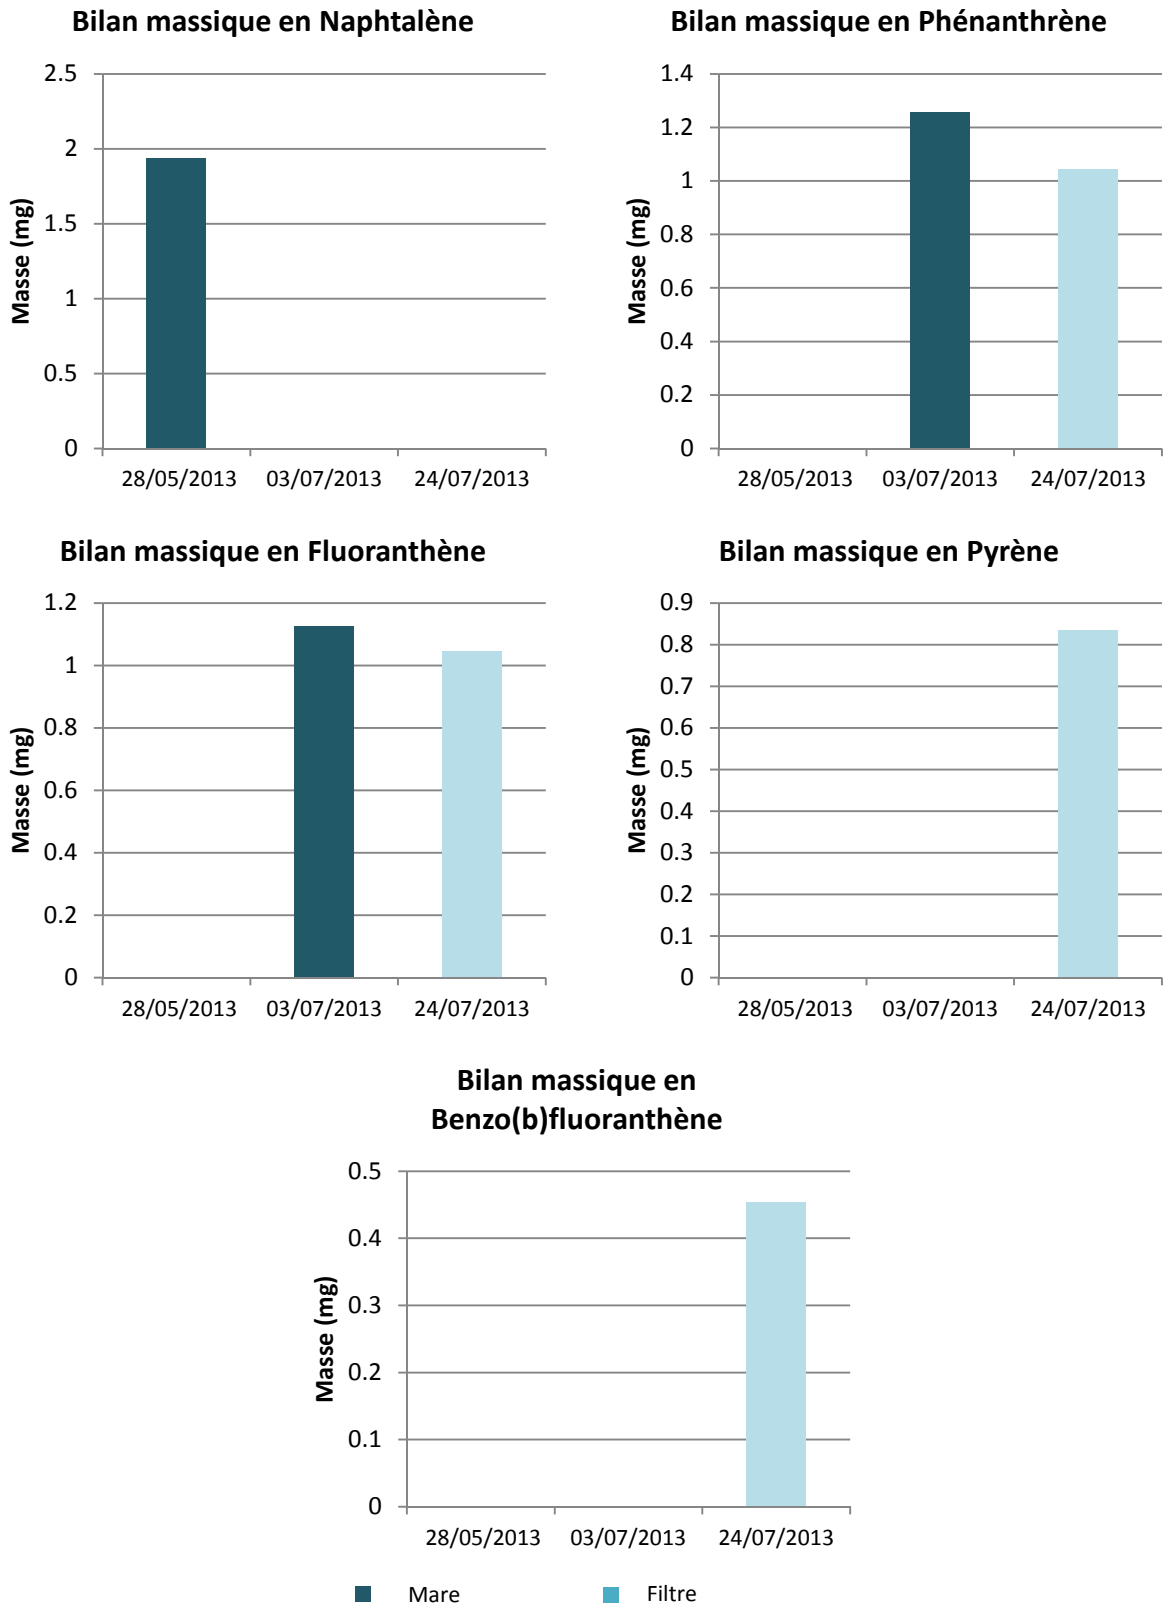 Bilan massique en Naphtalène
2.5
2
1.5
1
0.5
0
Masse (mg)
28/05/2013 03/07/2013 24/07/2013
Bilan massique en Phénanthrène
1.4
1.2
1
0.8
0.6
0.4
0.2
0
Masse (mg)
28/05/2013 03/07/2013 24/07/2013
Bilan massique en Fluoranthène
1.2
1
0.8
0.6
0.4
0.2
0
Masse (mg)
28/05/2013 03/07/2013 24/07/2013
Bilan massique en Pyrène
0.9
0.8
0.7
0.6
0.5
0.4
0.3
0.2
0.1
0
Masse (mg)
28/05/2013 03/07/2013 24/07/2013
Bilan massique en
Benzo(b)fluoranthène
0.5
0.4
0.3
0.2
0.1
0
Masse (mg)
28/05/2013 03/07/2013 24/07/2013
Mare Filtre